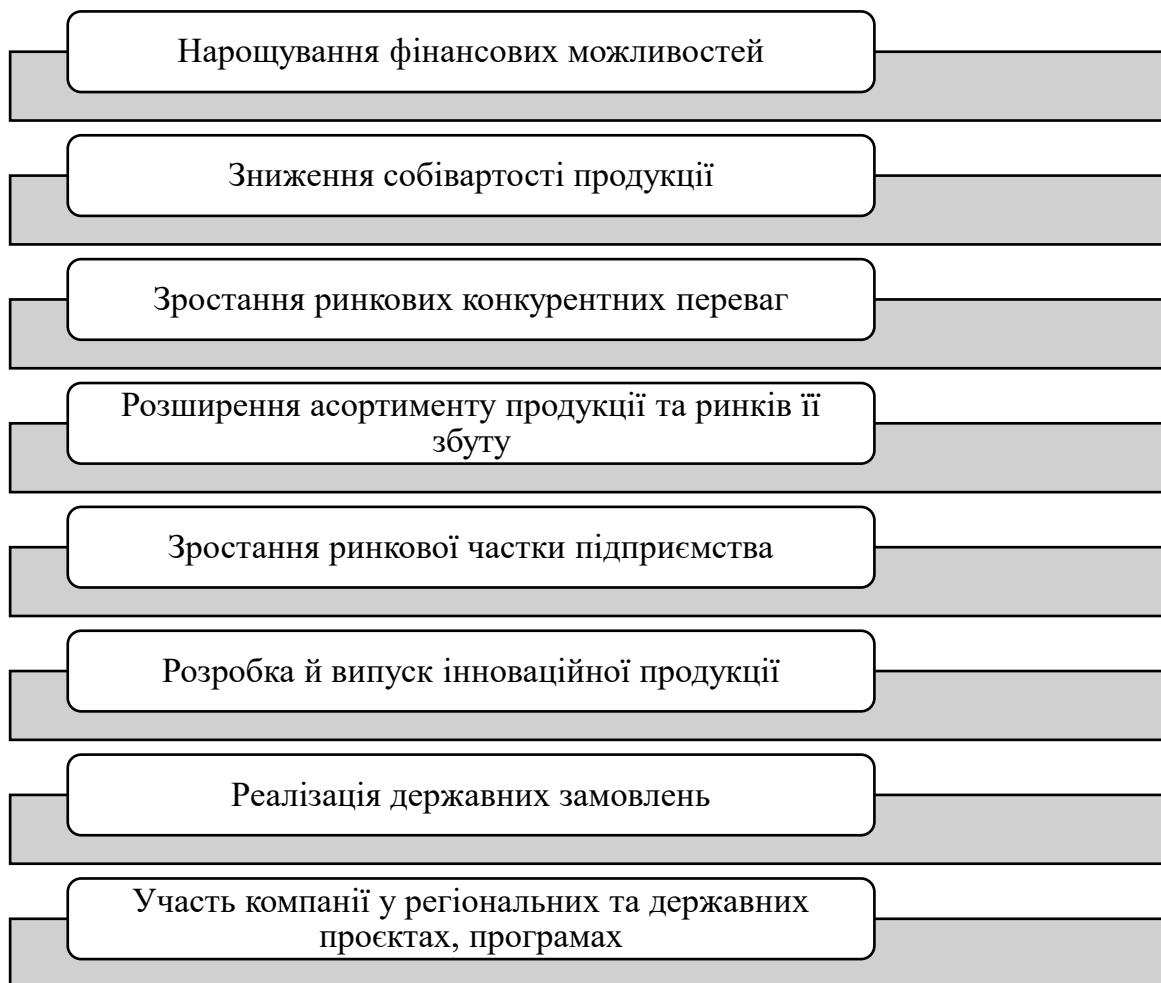 Нарощування фінансових можливостей
Зниження собівартості продукції
Зростання ринкових конкурентних переваг
Розширення асортименту продукції та ринків її
збуту
Зростання ринкової частки підприємства
Розробка й випуск інноваційної продукції
Реалізація державних замовлень
Участь компанії у регіональних та державних
проєктах, програмах